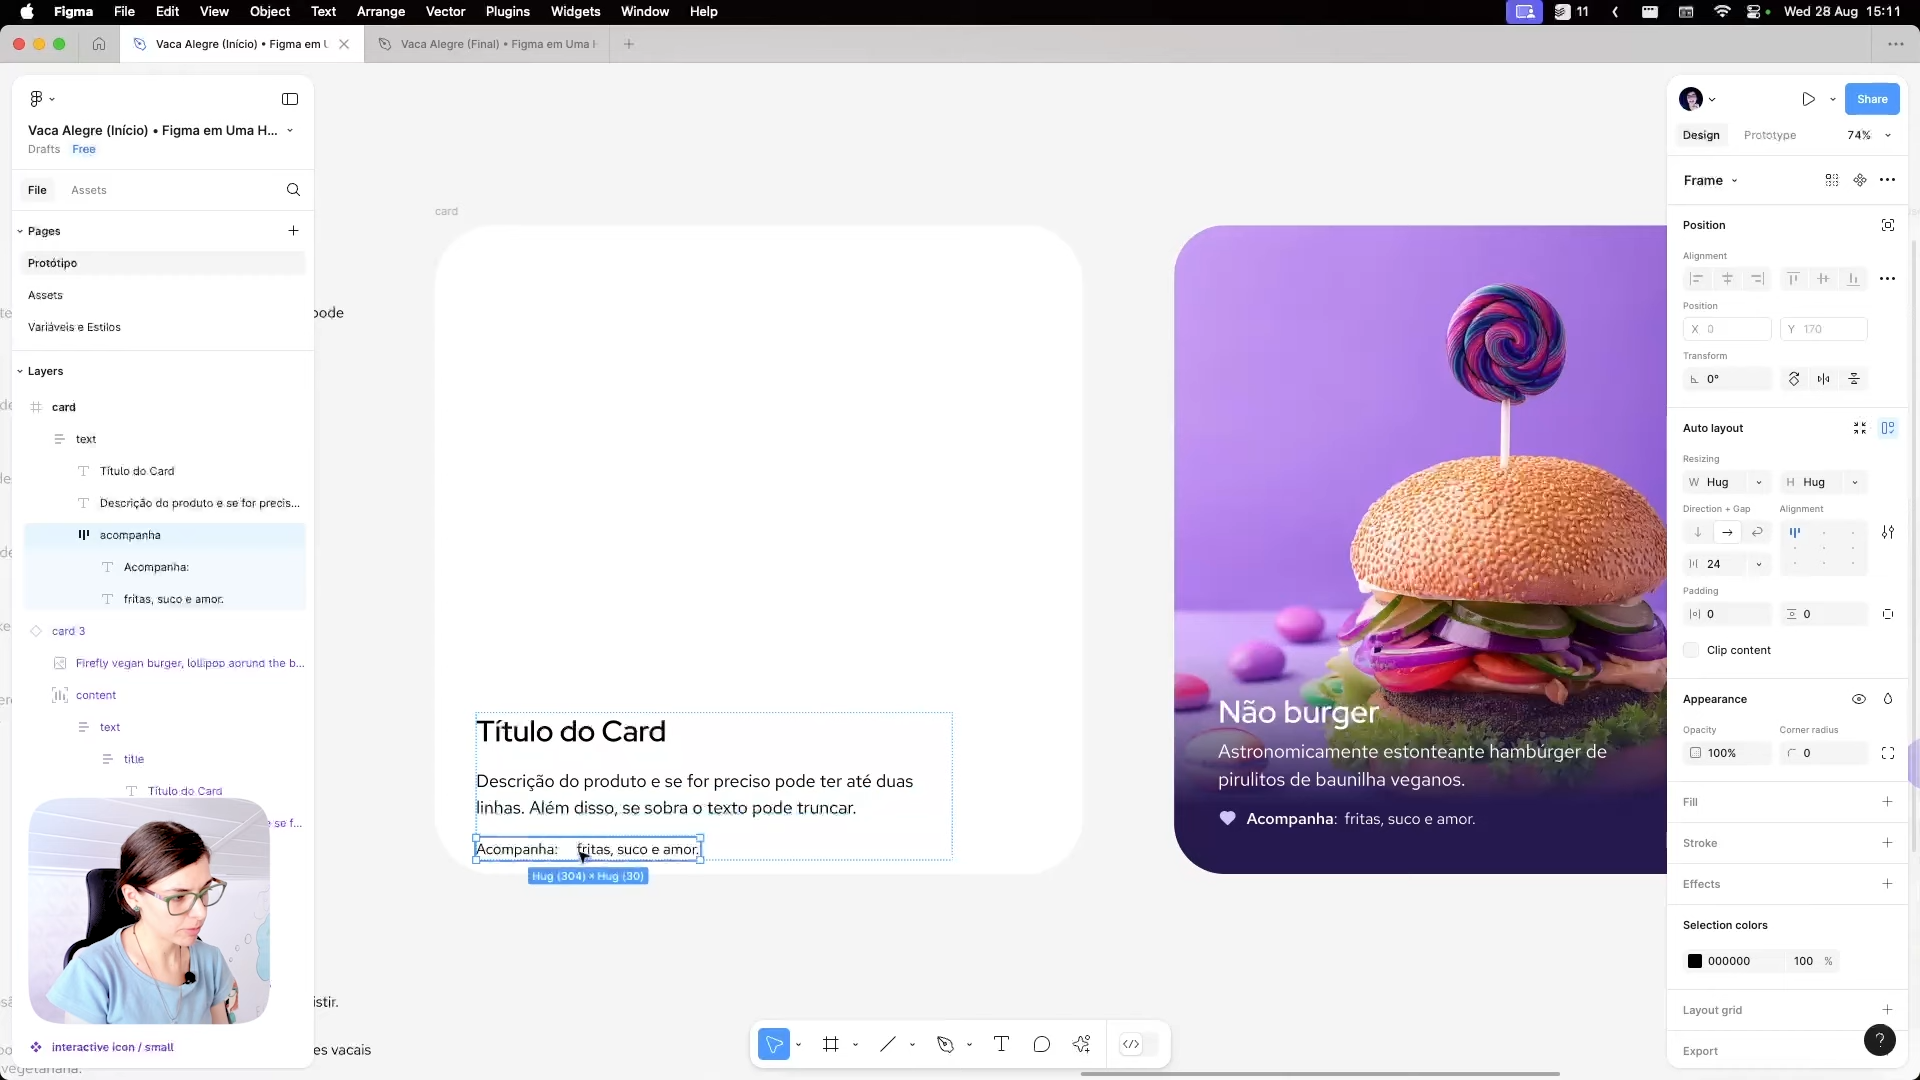 Figma File Edit View Object Text Arrange Vector Plugins Widgets Window Help
11
Wed 28 Aug 15:11
Vaca Alegre (Início) • Figma em U
Vaca Alegre (Final) • Figma em Uma H
Vaca Alegre (Início) • Figma em Uma H...
Drafts Free
File Assets
Pages
Protótipo
Assets
Variáveis e Estilos
Layers
card
text
Título do Card
Descrição do produto e se for precis...
acompanha
Acompanha:
fritas, suco e amor.
card 3
Firefly vegan burger, lollipop aorund the b...
content
text
title
Título do Card
e se f...
interactive icon / small
pode
istir.
es vacais
vegetariana.
card
Título do Card
Descrição do produto e se for preciso pode ter até duas
linhas. Além disso, se sobra o texto pode truncar.
Acompanha: fritas, suco e amor.
Hug (304) × Hug (30)
Não burger
Astronomicamente estonteante hambúrger de
pirulitos de baunilha veganos.
Acompanha: fritas, suco e amor.
Share
Design Prototype 74%
Frame
Position
Alignment
Position
X 0 Y 170
Transform
0°
Auto layout
Resizing
W Hug H Hug
Direction + Gap Alignment
24
Padding
0 0
Clip content
Appearance
Opacity Corner radius
100% 0
Fill
Stroke
Effects
Selection colors
000000 100 %
Layout grid
Export
?